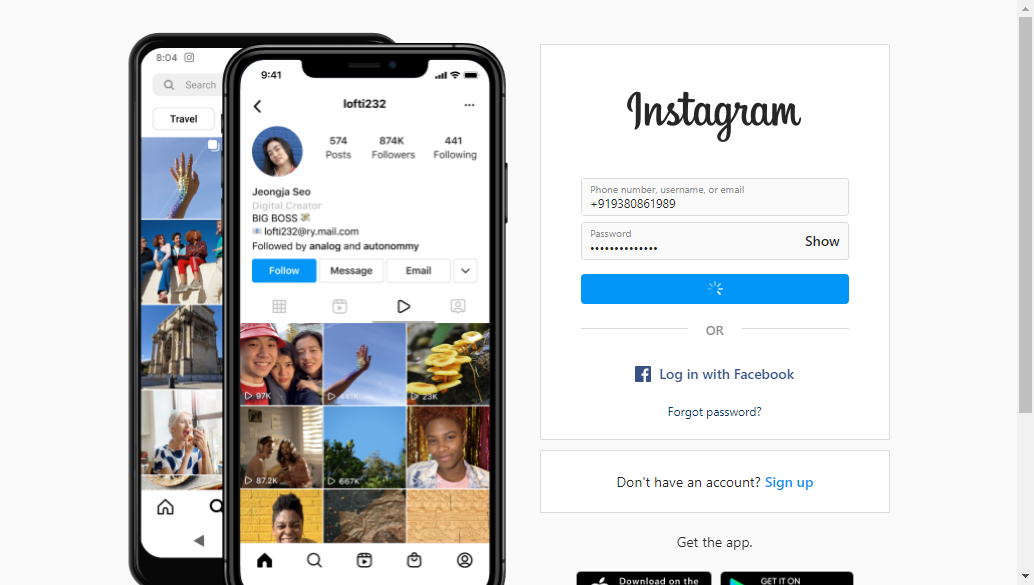 8:04
Search
Travel
9:41
lofti232
574
874K
441
Posts
Followers
Following
Jeongja Seo
Digital Creator
BIG BOSS 💸
📧 lofti232@ry.mail.com
Followed by analog and autonommy
Follow
Message
Email
97K
441K
23K
87.2K
667K
Instagram
Phone number, username, or email
+919380861989
Password
••••••••••••••
Show
OR
Log in with Facebook
Forgot password?
Don't have an account? Sign up
Get the app.
Download on the
GET IT ON